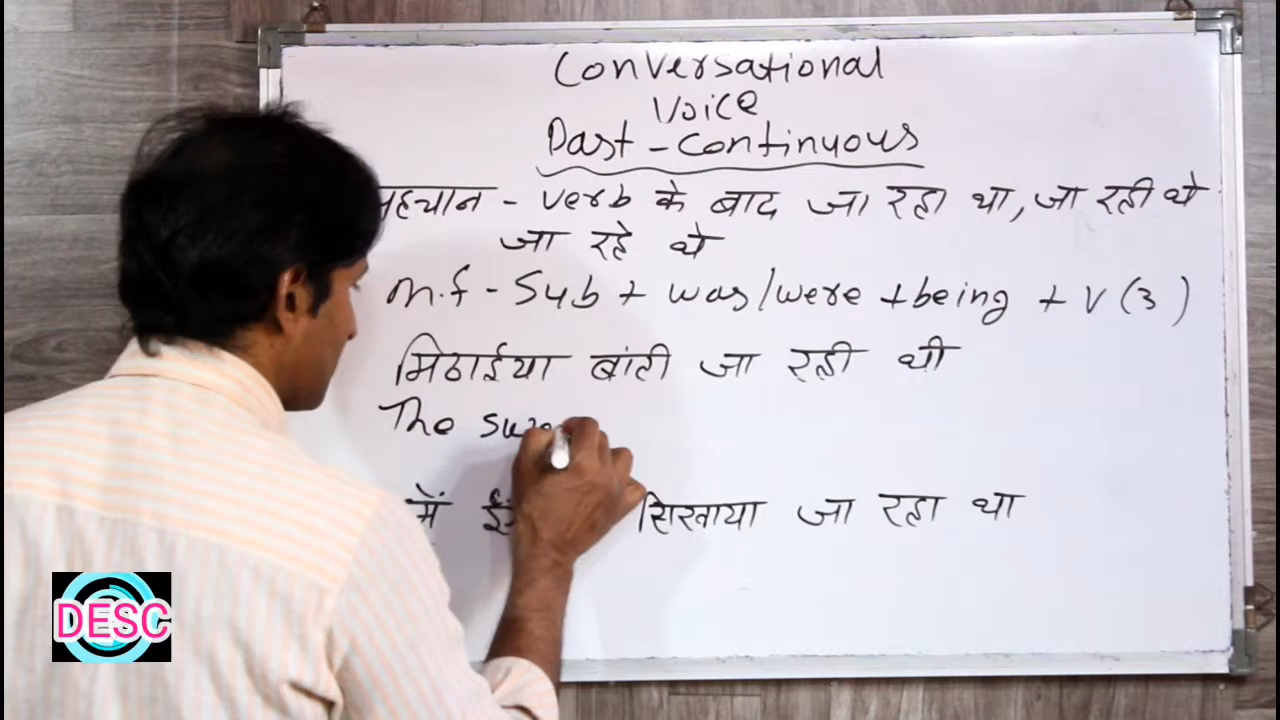 Conversational
Voice
Past - Continuous
पहचान - verb के बाद जा रहा था, जा रही थे
जा रहे थे
M.f - Sub + was/were + being + V (3)
मिठाईया बांटी जा रही थी
The
में सिखाया जा रहा था
DESC